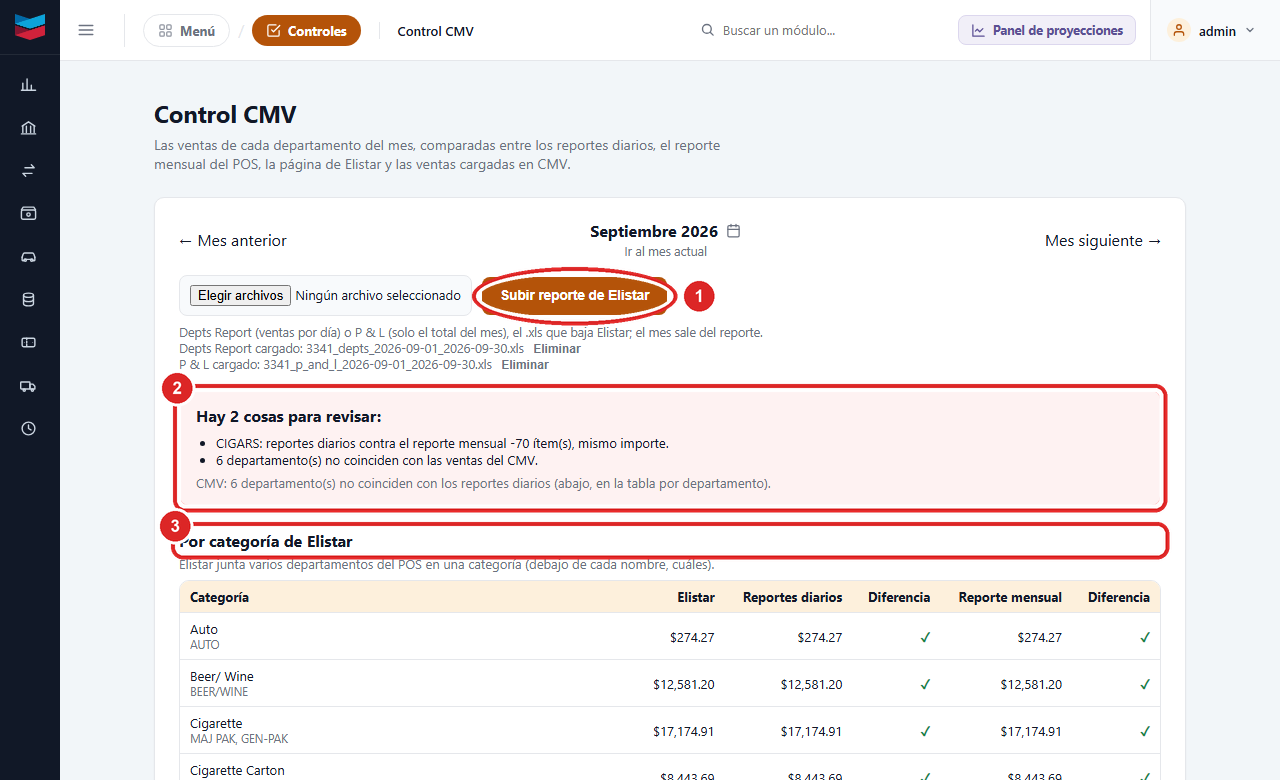 Menú / Controles Control CMV Buscar un módulo... Panel de proyecciones admin
Control CMV
Las ventas de cada departamento del mes, comparadas entre los reportes diarios, el reporte
mensual del POS, la página de Elistar y las ventas cargadas en CMV.
← Mes anterior Septiembre 2026 Mes siguiente →
Ir al mes actual
Elegir archivos Ningún archivo seleccionado Subir reporte de Elistar 1
Depts Report (ventas por día) o P & L (solo el total del mes), el .xls que baja Elistar; el mes sale del reporte.
Depts Report cargado: 3341_depts_2026-09-01_2026-09-30.xls Eliminar
P & L cargado: 3341_p_and_l_2026-09-01_2026-09-30.xls Eliminar
2
Hay 2 cosas para revisar:
• CIGARS: reportes diarios contra el reporte mensual -70 ítem(s), mismo importe.
• 6 departamento(s) no coinciden con las ventas del CMV.
CMV: 6 departamento(s) no coinciden con los reportes diarios (abajo, en la tabla por departamento).
3
Por categoría de Elistar
Elistar junta varios departamentos del POS en una categoría (debajo de cada nombre, cuáles).
Categoría Elistar Reportes diarios Diferencia Reporte mensual Diferencia
Auto $274.27 $274.27 ✓ $274.27 ✓
AUTO
Beer/ Wine $12,581.20 $12,581.20 ✓ $12,581.20 ✓
BEER/WINE
Cigarette $17,174.91 $17,174.91 ✓ $17,174.91 ✓
MAJ PAK, GEN-PAK
Cigarette Carton $8,443.69 $8,443.69 ✓ $8,443.69 ✓